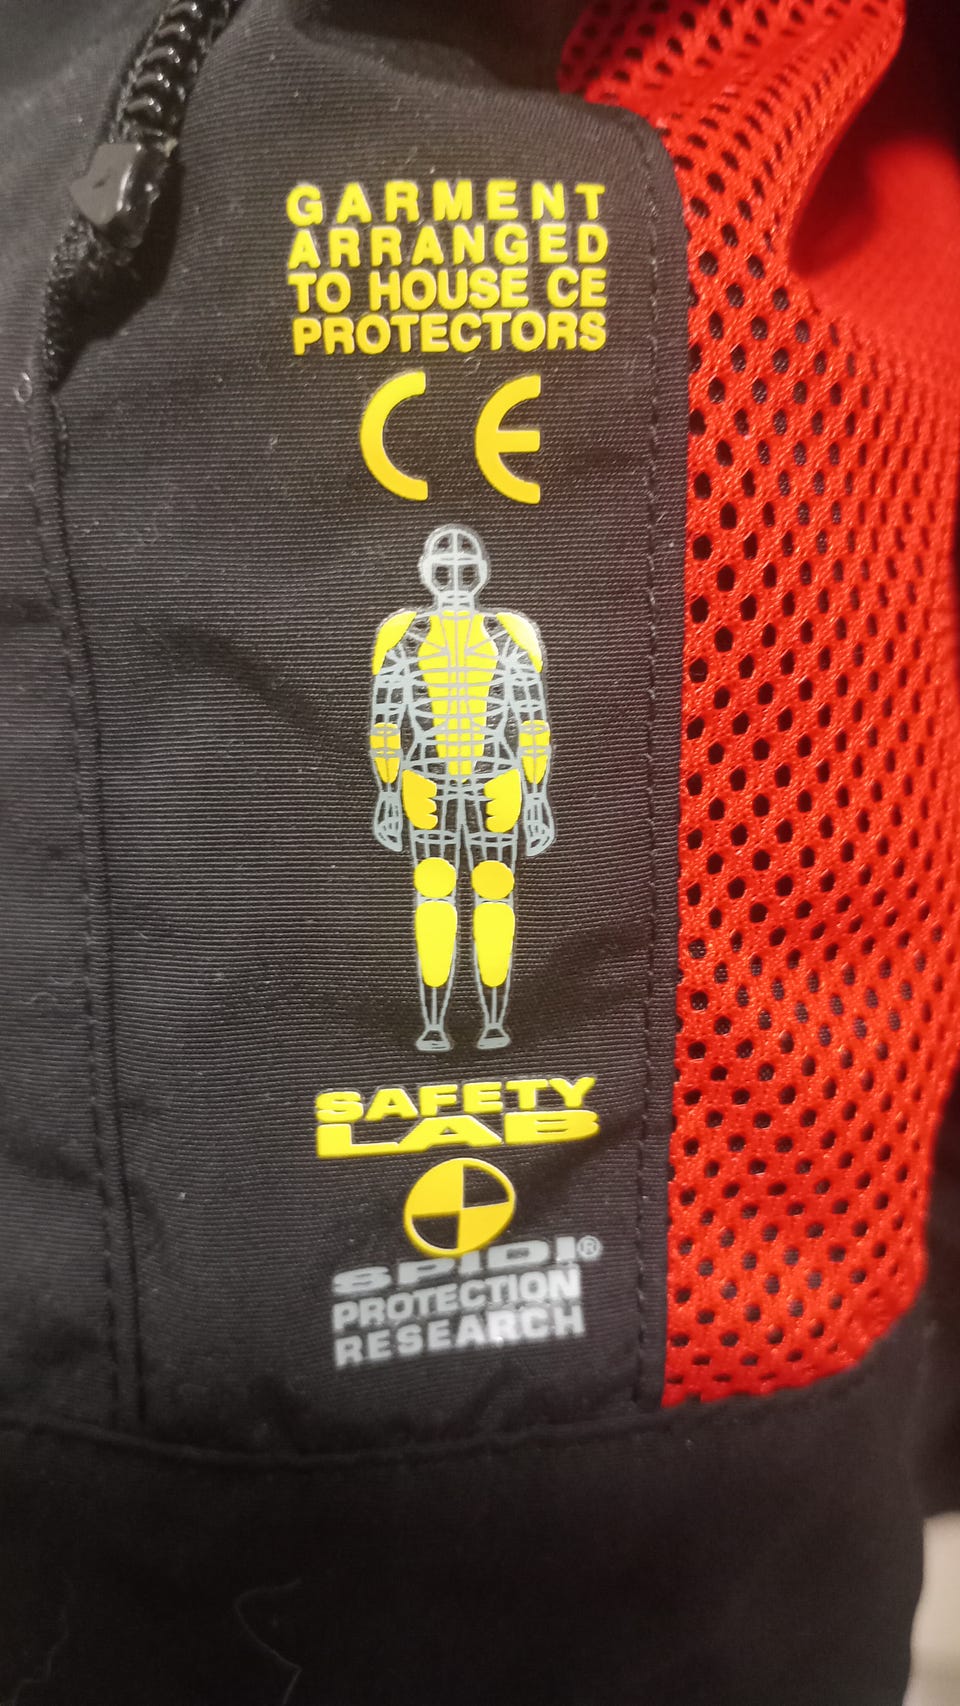 GARMENT
ARRANGED
TO HOUSE CE
PROTECTORS
CE
SAFETY
LAB
SPIDI®
PROTECTION
RESEARCH